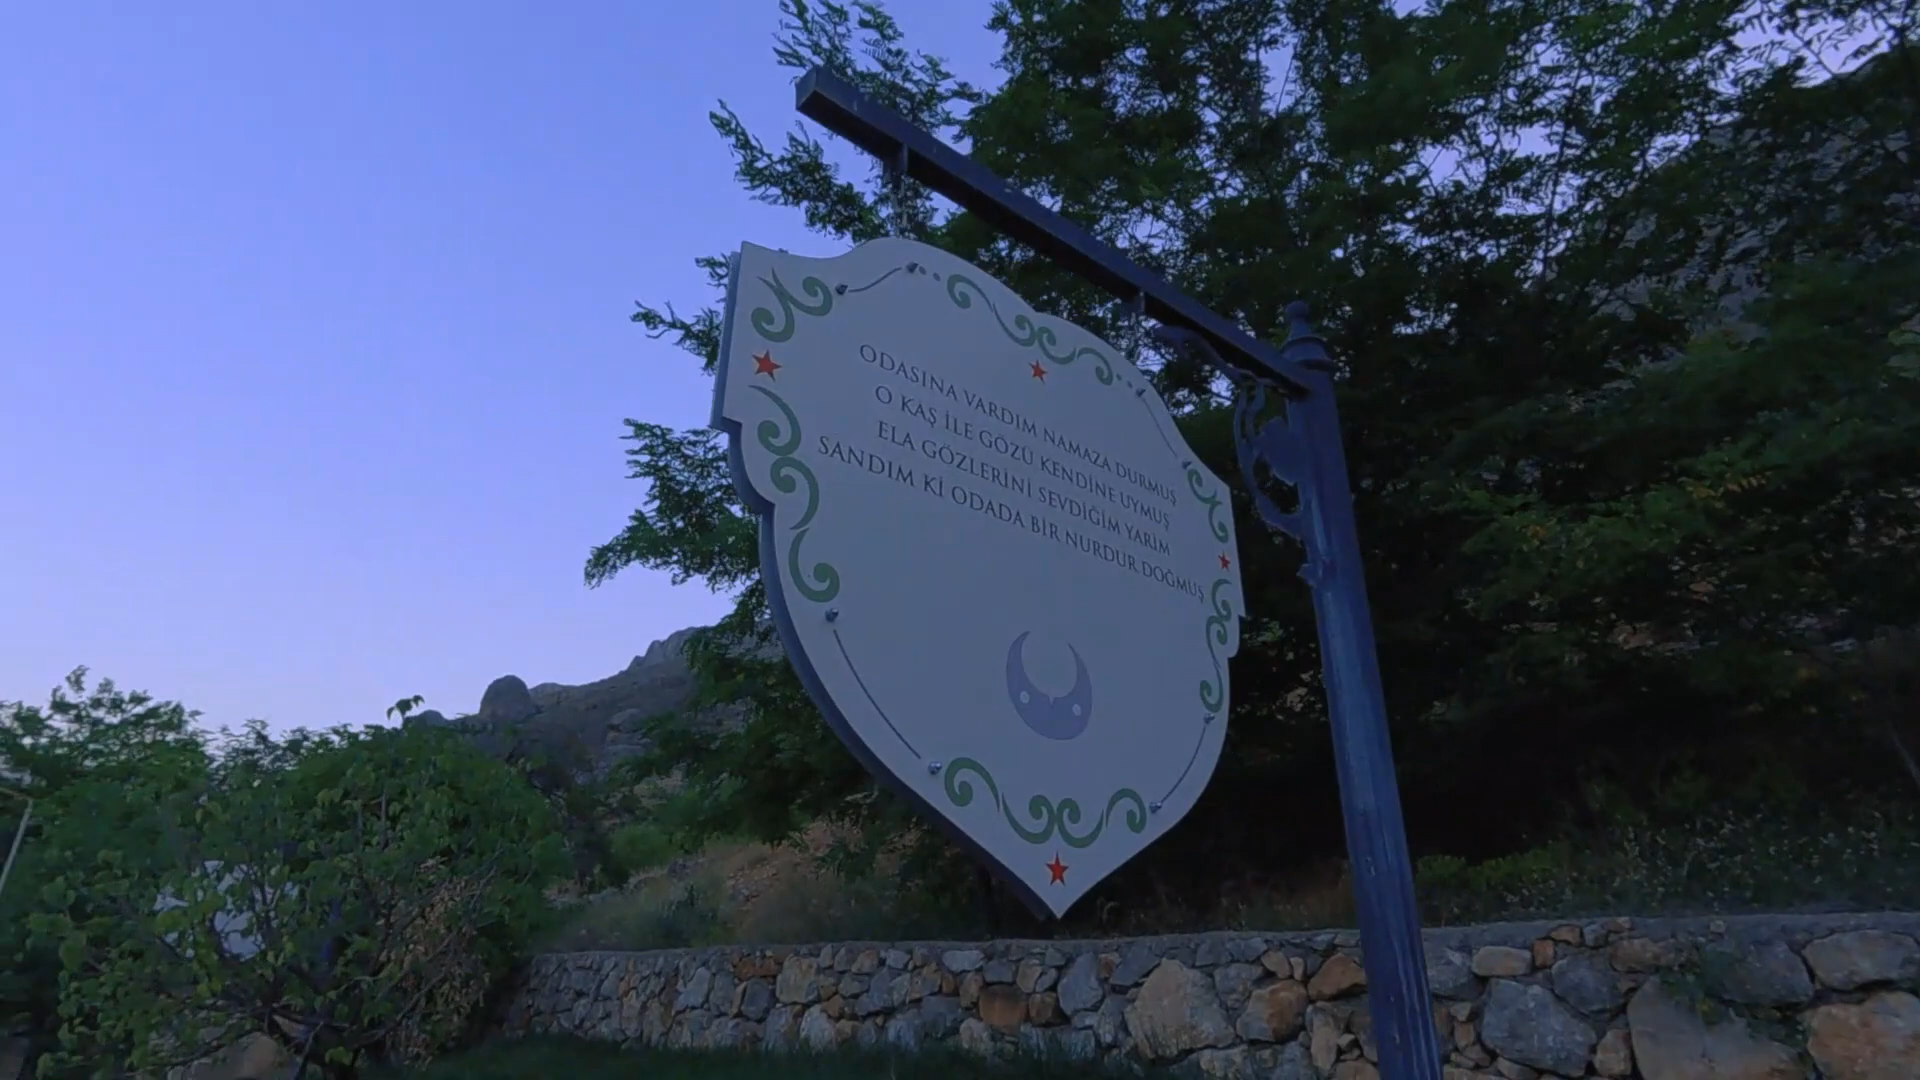 ODASINA VARDIM NAMAZA DURMUŞ
O KAŞ İLE GÖZÜ KENDİNE UYMUŞ
ELA GÖZLERİNİ SEVDİĞİM YARİM
SANDIM Kİ ODADA BİR NURDUR DOĞMUŞ